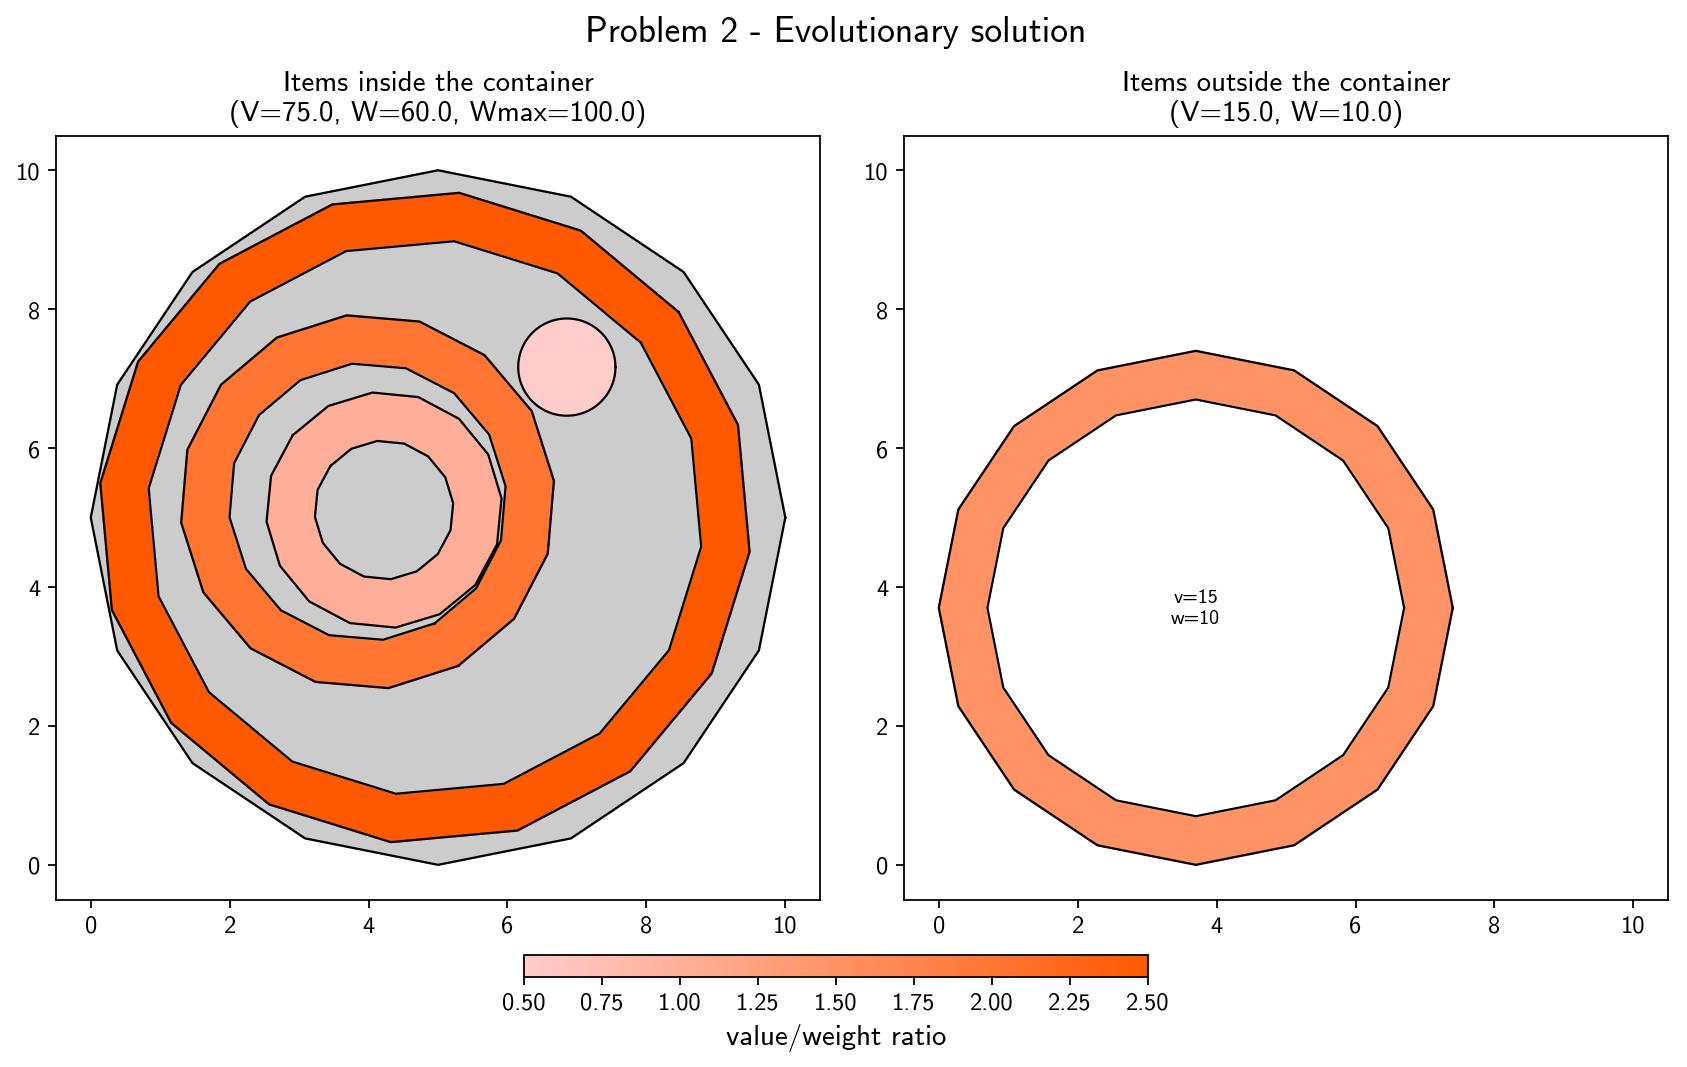 Problem 2 - Evolutionary solution
Items inside the container
(V=75.0, W=60.0, Wmax=100.0)
10
8
6
4
2
0
0 2 4 6 8 10
Items outside the container
(V=15.0, W=10.0)
10
8
6
4
2
0
v=15
w=10
0 2 4 6 8 10
0.50 0.75 1.00 1.25 1.50 1.75 2.00 2.25 2.50
value/weight ratio